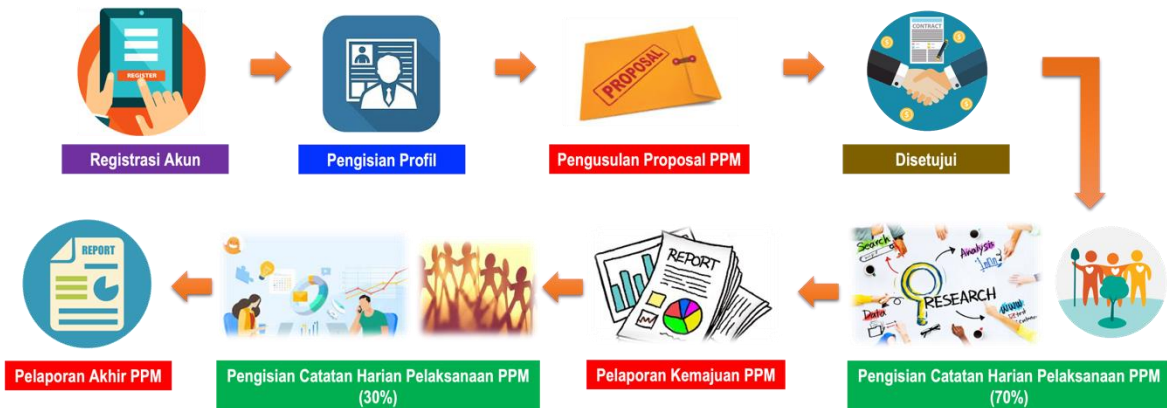 REGISTER
Registrasi Akun
Pengisian Profil
PROPOSAL
Pengusulan Proposal PPM
CONTRACT
Disetujui
REPORT
Pelaporan Akhir PPM
Pengisian Catatan Harian Pelaksanaan PPM
(30%)
REPORT
Pelaporan Kemajuan PPM
Search
Analysis
RESEARCH
Data
Pengisian Catatan Harian Pelaksanaan PPM
(70%)